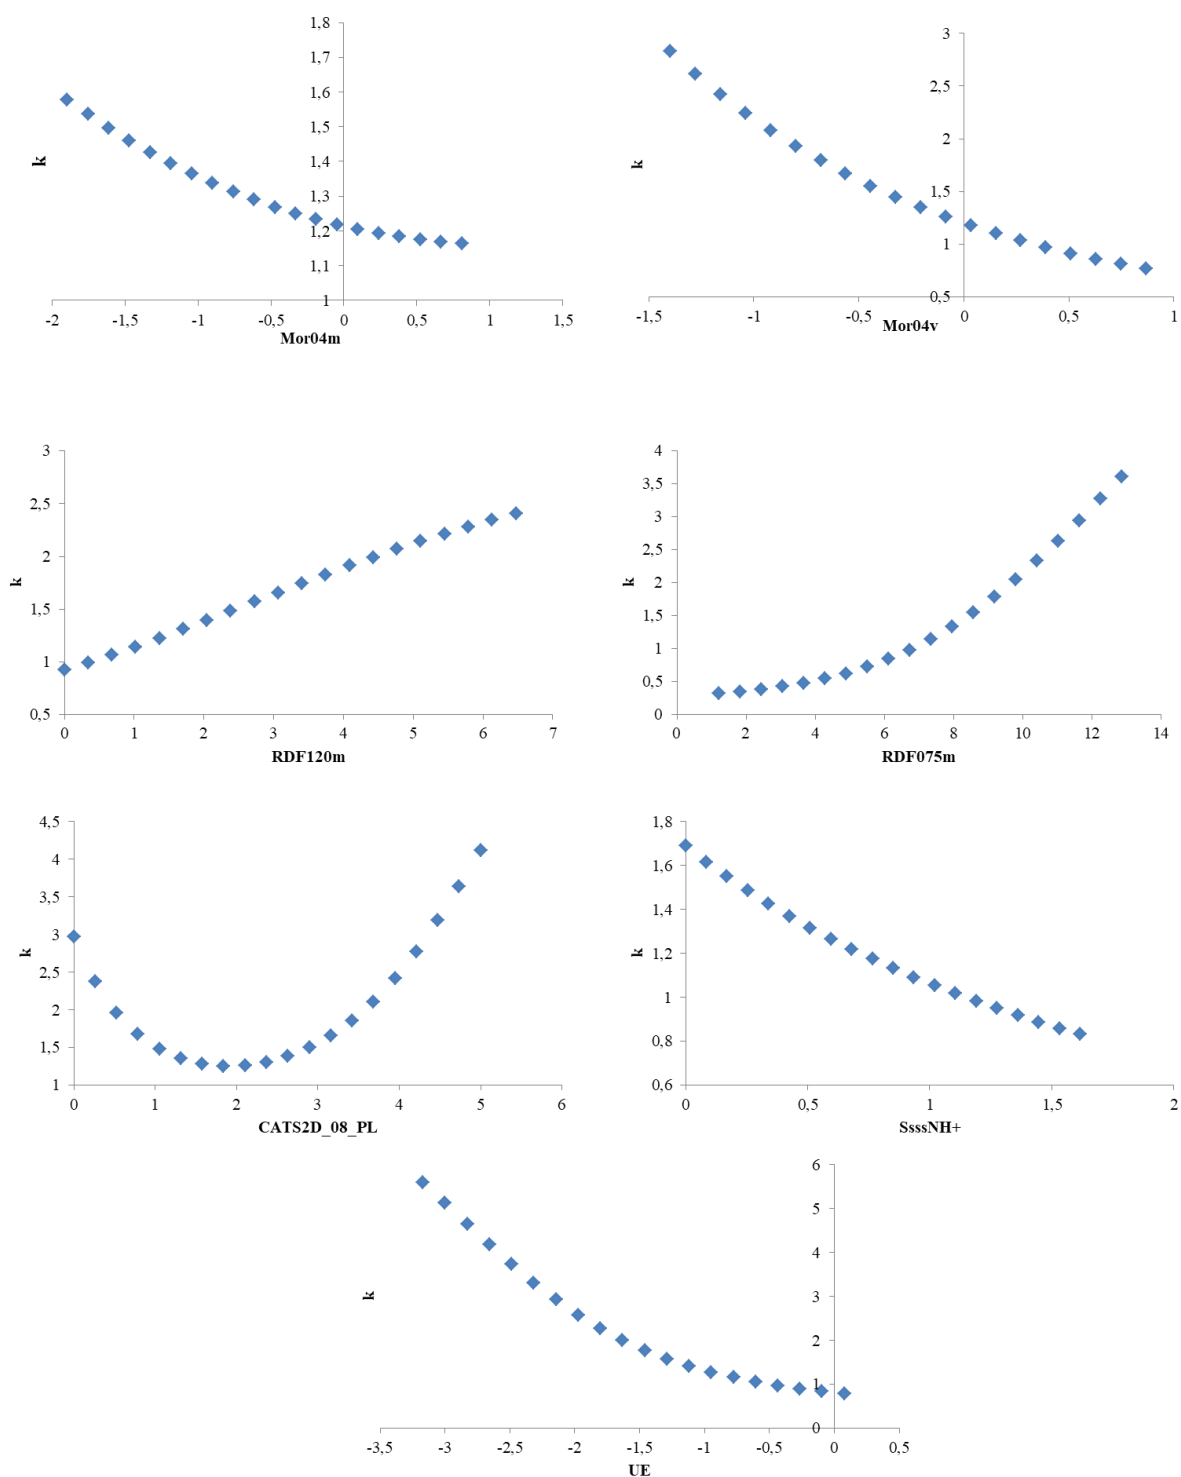 1,8
1,7
1,6
1,5
1,4
1,3
1,2
1,1
1
k
-2 -1,5 -1 -0,5 0 0,5 1 1,5
Mor04m
3
2,5
2
1,5
1
0,5
k
-1,5 -1 -0,5 0 0,5 1
Mor04v
3
2,5
2
1,5
1
0,5
k
0 1 2 3 4 5 6 7
RDF120m
4
3,5
3
2,5
2
1,5
1
0,5
0
k
0 2 4 6 8 10 12 14
RDF075m
4,5
4
3,5
3
2,5
2
1,5
1
k
0 1 2 3 4 5 6
CATS2D_08_PL
1,8
1,6
1,4
1,2
1
0,8
0,6
k
0 0,5 1 1,5 2
SsssNH+
6
5
4
3
2
1
0
k
-3,5 -3 -2,5 -2 -1,5 -1 -0,5 0 0,5
UE